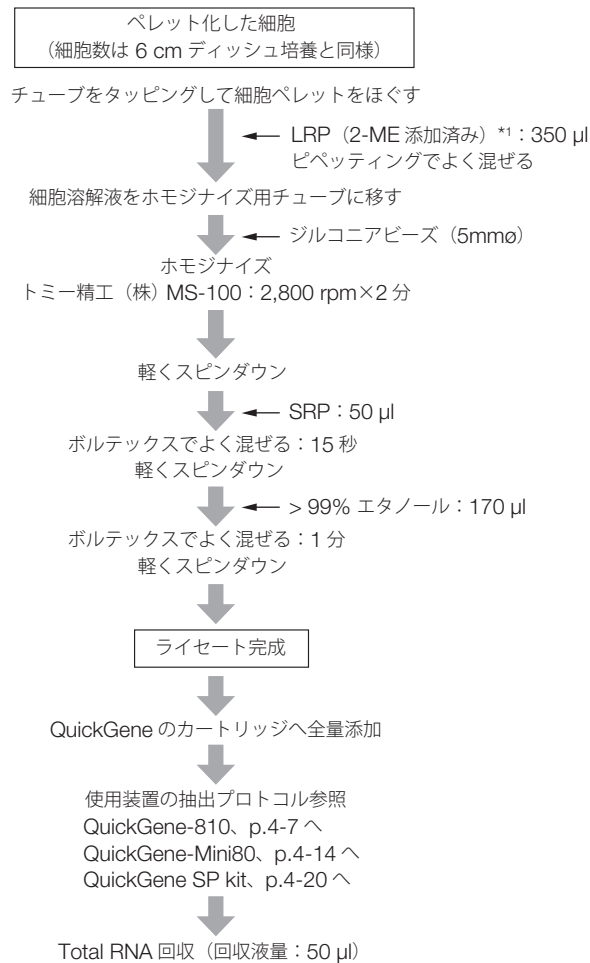 ペレット化した細胞
（細胞数は 6 cm ディッシュ培養と同様）
チューブをタッピングして細胞ペレットをほぐす
LRP（2-ME 添加済み）*1：350 μl
ピペッティングでよく混ぜる
細胞溶解液をホモジナイズ用チューブに移す
ジルコニアビーズ（5mmø）
ホモジナイズ
トミー精工（株）MS-100：2,800 rpm×2 分
軽くスピンダウン
SRP：50 μl
ボルテックスでよく混ぜる：15 秒
軽くスピンダウン
> 99% エタノール：170 μl
ボルテックスでよく混ぜる：1 分
軽くスピンダウン
ライセート完成
QuickGene のカートリッジへ全量添加
使用装置の抽出プロトコル参照
QuickGene-810、p.4-7 へ
QuickGene-Mini80、p.4-14 へ
QuickGene SP kit、p.4-20 へ
Total RNA 回収（回収液量：50 μl）